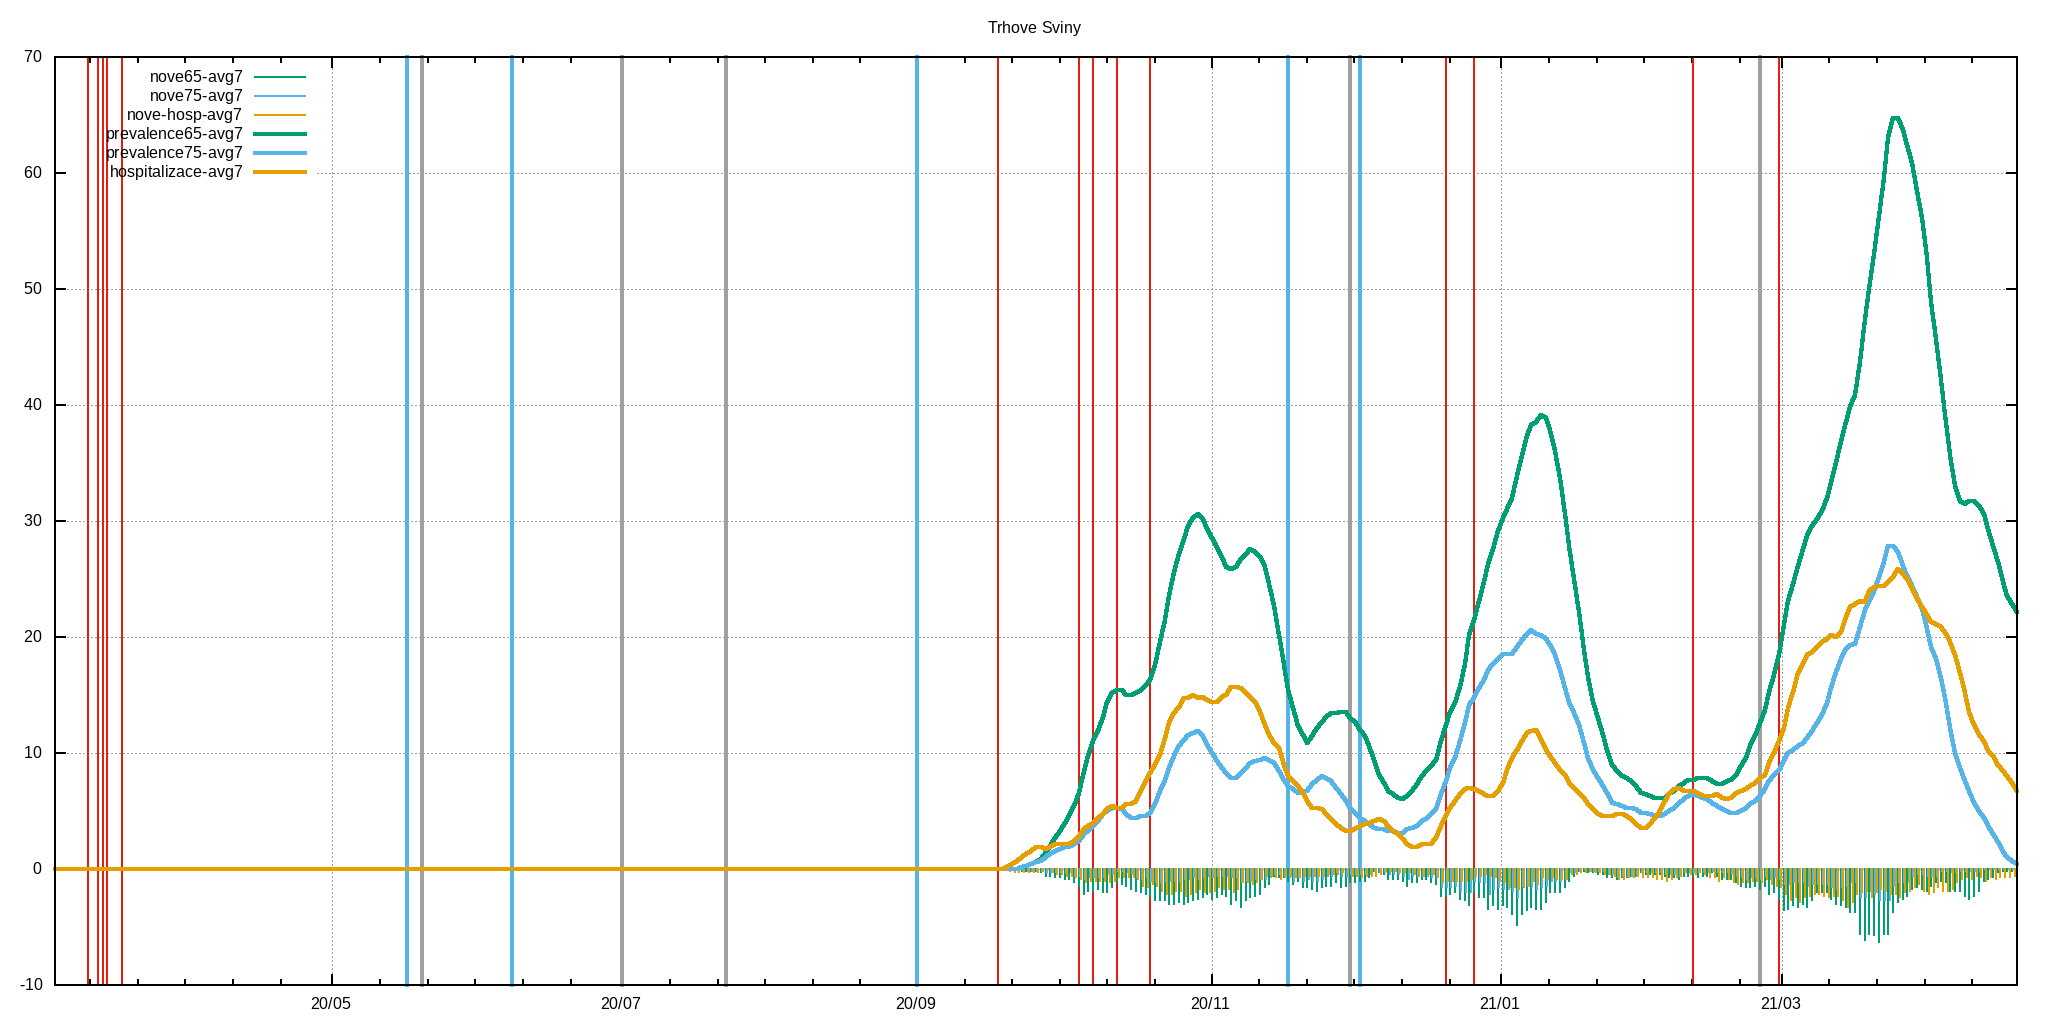 Trhove Sviny
70
60
50
40
30
20
10
0
-10
nove65-avg7
nove75-avg7
nove-hosp-avg7
prevalence65-avg7
prevalence75-avg7
hospitalizace-avg7
20/05 20/07 20/09 20/11 21/01 21/03